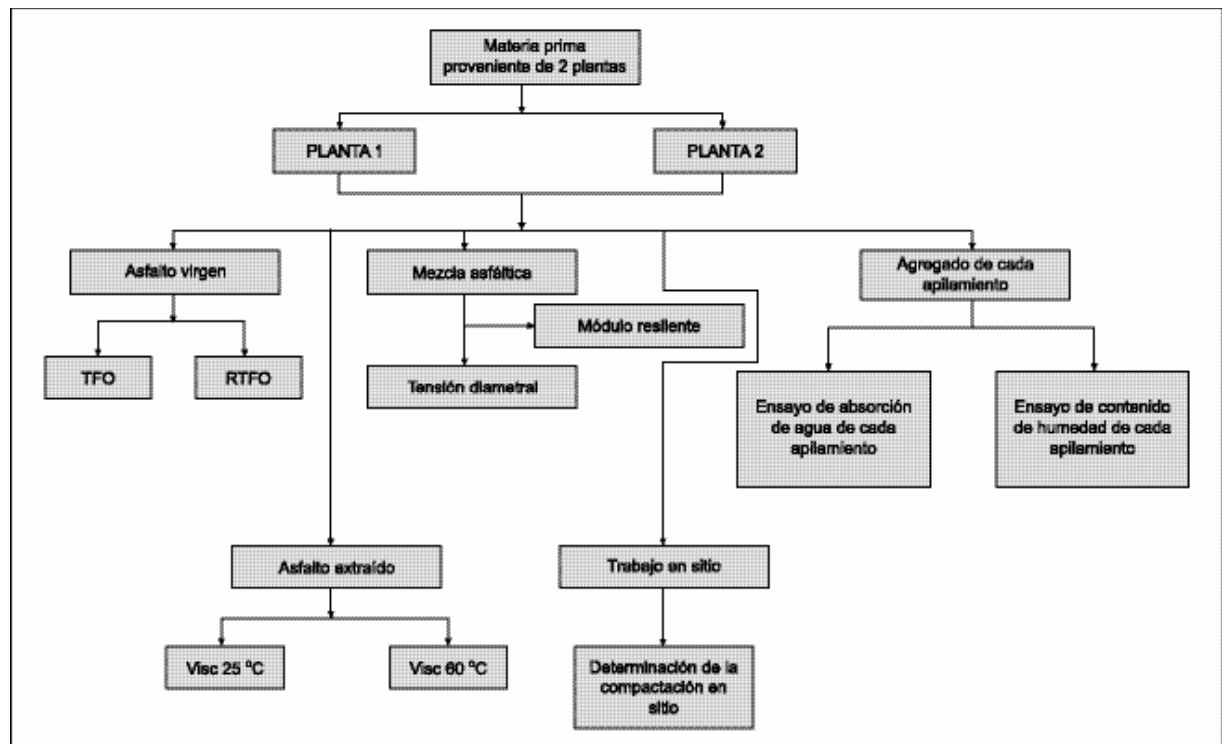 Materia prima
proveniente de 2 plantas
PLANTA 1
PLANTA 2
Asfalto virgen
Mezcla asfáltica
Agregado de cada
apilamiento
Módulo resilente
TFO
RTFO
Tensión diametral
Ensayo de absorción
de agua de cada
apilamiento
Ensayo de contenido
de humedad de cada
apilamiento
Asfalto extraído
Trabajo en sitio
Visc 25 °C
Visc 60 °C
Determinación de la
compactación en
sitio